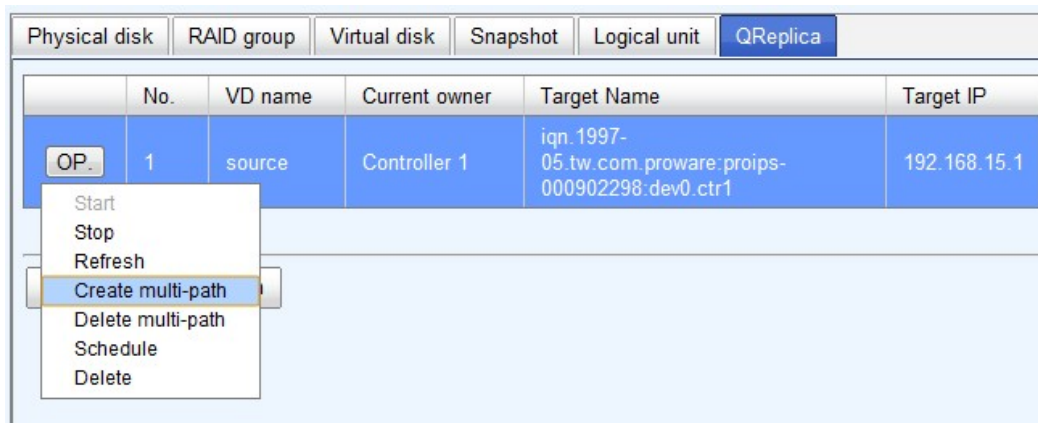 Physical disk RAID group Virtual disk Snapshot Logical unit QReplica
No. VD name Current owner Target Name Target IP
OP. 1 source Controller 1 iqn.1997-05.tw.com.proware:proips-000902298:dev0.ctr1 192.168.15.1
Start
Stop
Refresh
Create multi-path
Delete multi-path
Schedule
Delete